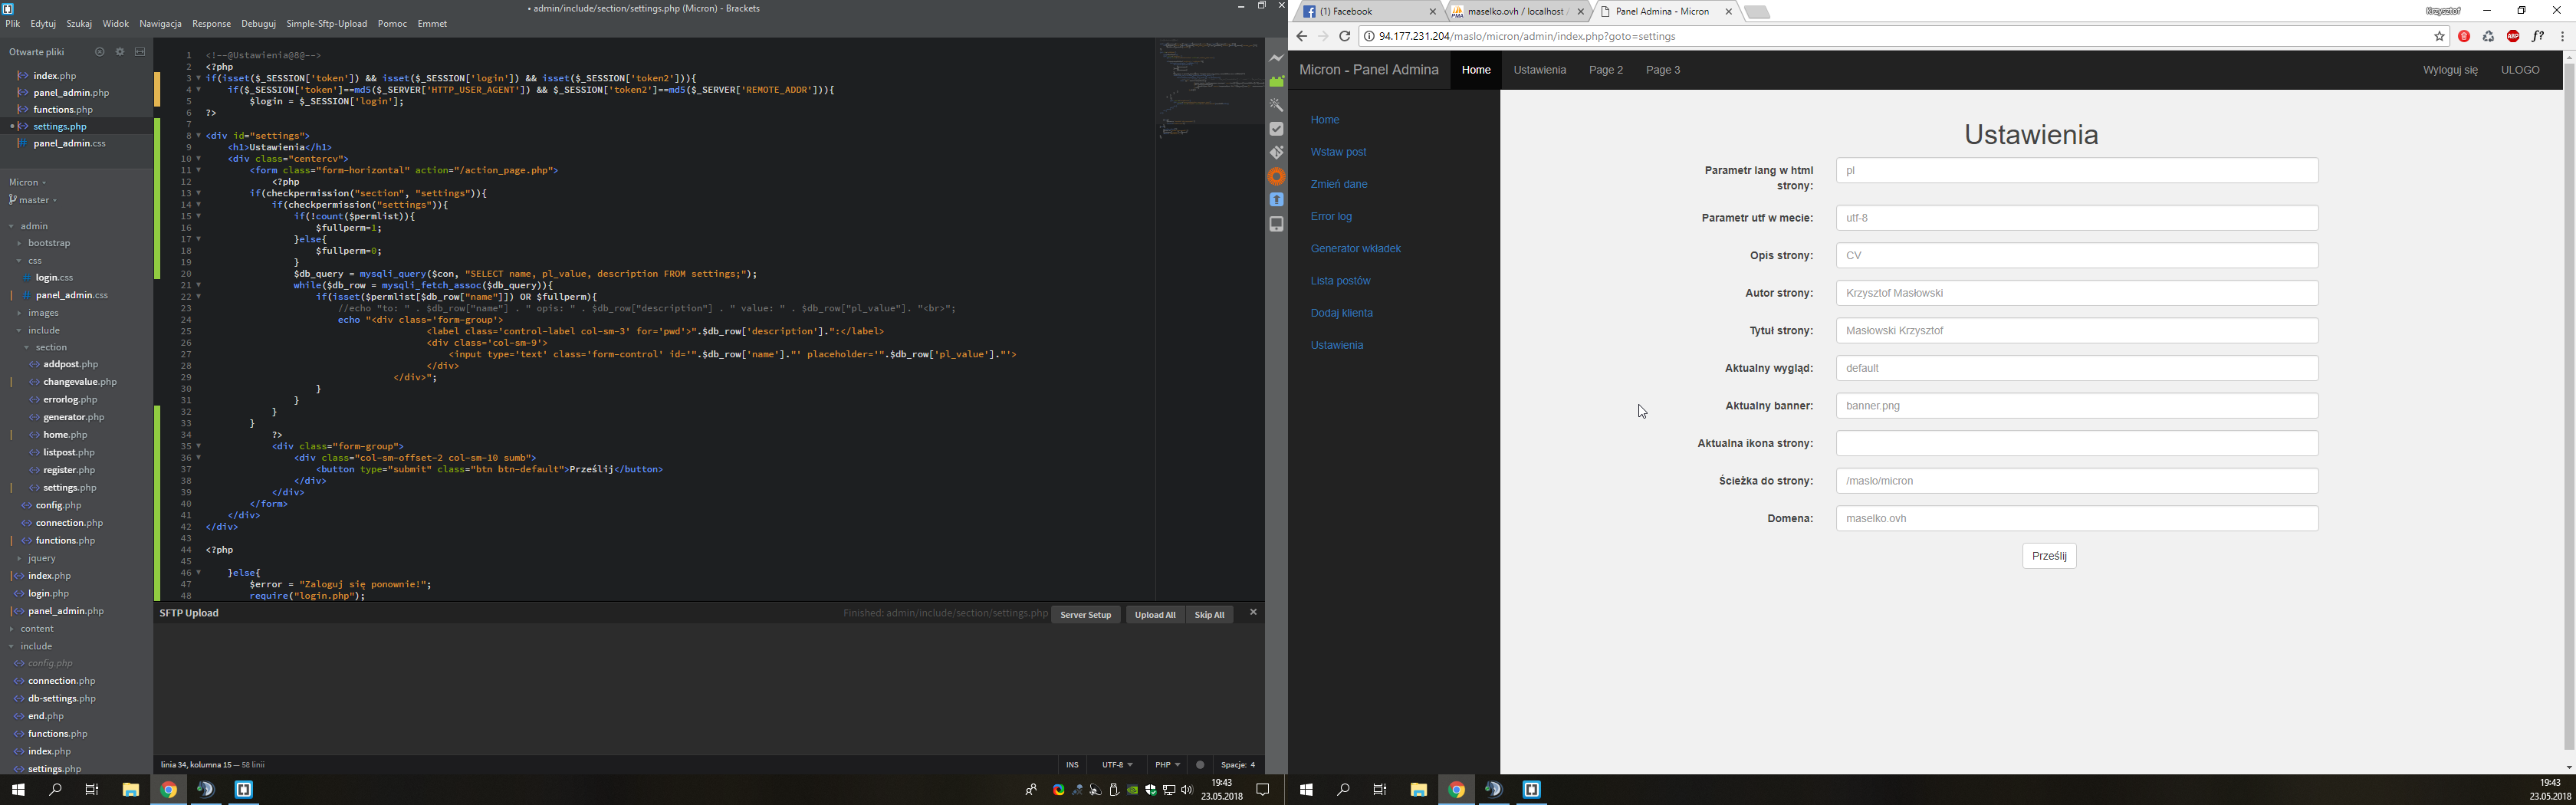 • admin/include/section/settings.php (Micron) - Brackets
Plik Edytuj Szukaj Widok Nawigacja Response Debuguj Simple-Sftp-Upload Pomoc Emmet
Otwarte pliki
index.php
panel_admin.php
functions.php
• settings.php
panel_admin.css
Micron
master
admin
bootstrap
css
login.css
panel_admin.css
images
include
section
addpost.php
changevalue.php
errorlog.php
generator.php
home.php
listpost.php
register.php
settings.php
config.php
connection.php
functions.php
jquery
index.php
login.php
panel_admin.php
content
include
config.php
connection.php
db-settings.php
end.php
functions.php
index.php
settings.php
1 <!--@Ustawienia@8@-->
2 <?php
3 if(isset($_SESSION['token']) && isset($_SESSION['login']) && isset($_SESSION['token2'])){
4 if($_SESSION['token']==md5($_SERVER['HTTP_USER_AGENT']) && $_SESSION['token2']==md5($_SERVER['REMOTE_ADDR'])){
5 $login = $_SESSION['login'];
6 ?>
7
8 <div id="settings">
9 <h1>Ustawienia</h1>
10 <div class="centercv">
11 <form class="form-horizontal" action="/action_page.php">
12 <?php
13 if(checkpermission("section", "settings")){
14 if(checkpermission("settings")){
15 if(!count($permlist)){
16 $fullperm=1;
17 }else{
18 $fullperm=0;
19 }
20 $db_query = mysqli_query($con, "SELECT name, pl_value, description FROM settings;");
21 while($db_row = mysqli_fetch_assoc($db_query)){
22 if(isset($permlist[$db_row["name"]]) OR $fullperm){
23 //echo "to: " . $db_row["name"] . " opis: " . $db_row["description"] . " value: " . $db_row["pl_value"]. "<br>";
24 echo "<div class='form-group'>
25 <label class='control-label col-sm-3' for='pwd'>".$db_row['description'].":</label>
26 <div class='col-sm-9'>
27 <input type='text' class='form-control' id='".$db_row['name']."' placeholder='".$db_row['pl_value']."'>
28 </div>
29 </div>";
30 }
31 }
32 }
33 }
34 ?>
35 <div class="form-group">
36 <div class="col-sm-offset-2 col-sm-10 sumb">
37 <button type="submit" class="btn btn-default">Prześlij</button>
38 </div>
39 </div>
40 </form>
41 </div>
42 </div>
43
44 <?php
45
46 }else{
47 $error = "Zaloguj się ponownie!";
48 require("login.php");
SFTP Upload
Finished: admin/include/section/settings.php Server Setup Upload All Skip All
linia 34, kolumna 15 — 58 linii
INS UTF-8 PHP Spacje: 4
19:43
23.05.2018
(1) Facebook
maselko.ovh / localhost
Panel Admina - Micron
Krzysztof
94.177.231.204/maslo/micron/admin/index.php?goto=settings
ABP
f?
Micron - Panel Admina Home Ustawienia Page 2 Page 3 Wyloguj się ULOGO
Home
Wstaw post
Zmień dane
Error log
Generator wkładek
Lista postów
Dodaj klienta
Ustawienia
Ustawienia
Parametr lang w html strony: pl
Parametr utf w mecie: utf-8
Opis strony: CV
Autor strony: Krzysztof Masłowski
Tytuł strony: Masłowski Krzysztof
Aktualny wygląd: default
Aktualny banner: banner.png
Aktualna ikona strony:
Ścieżka do strony: /maslo/micron
Domena: maselko.ovh
Prześlij
19:43
23.05.2018